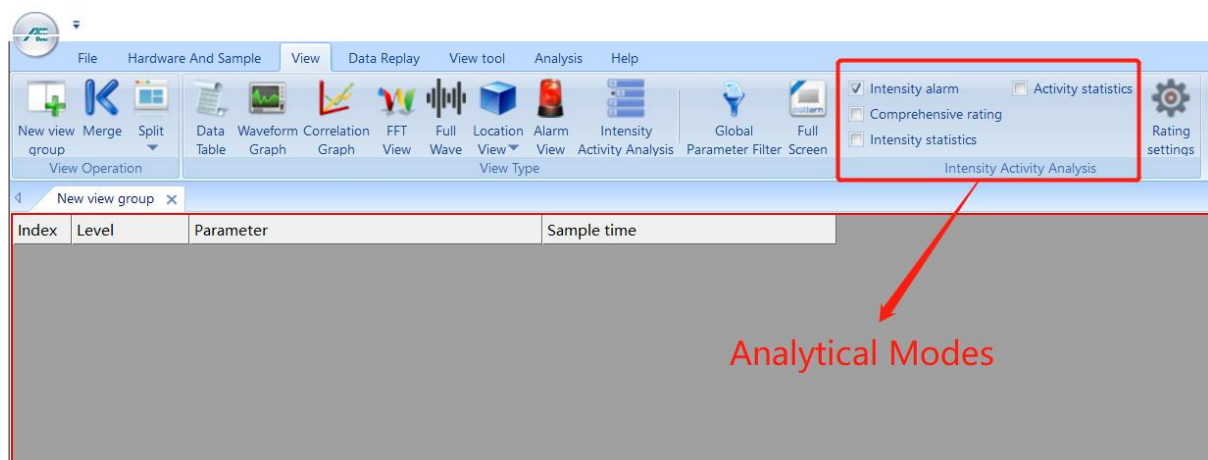 File Hardware And Sample View Data Replay View tool Analysis Help
New view group
Merge
Split
View Operation
Data Table
Waveform Graph
Correlation Graph
FFT View
Full Wave
Location View
Alarm View
Intensity Activity Analysis
Global Parameter Filter
pattern
Full Screen
View Type
Intensity alarm Activity statistics
Comprehensive rating
Intensity statistics
Intensity Activity Analysis
Rating settings
New view group
Index Level Parameter Sample time
Analytical Modes